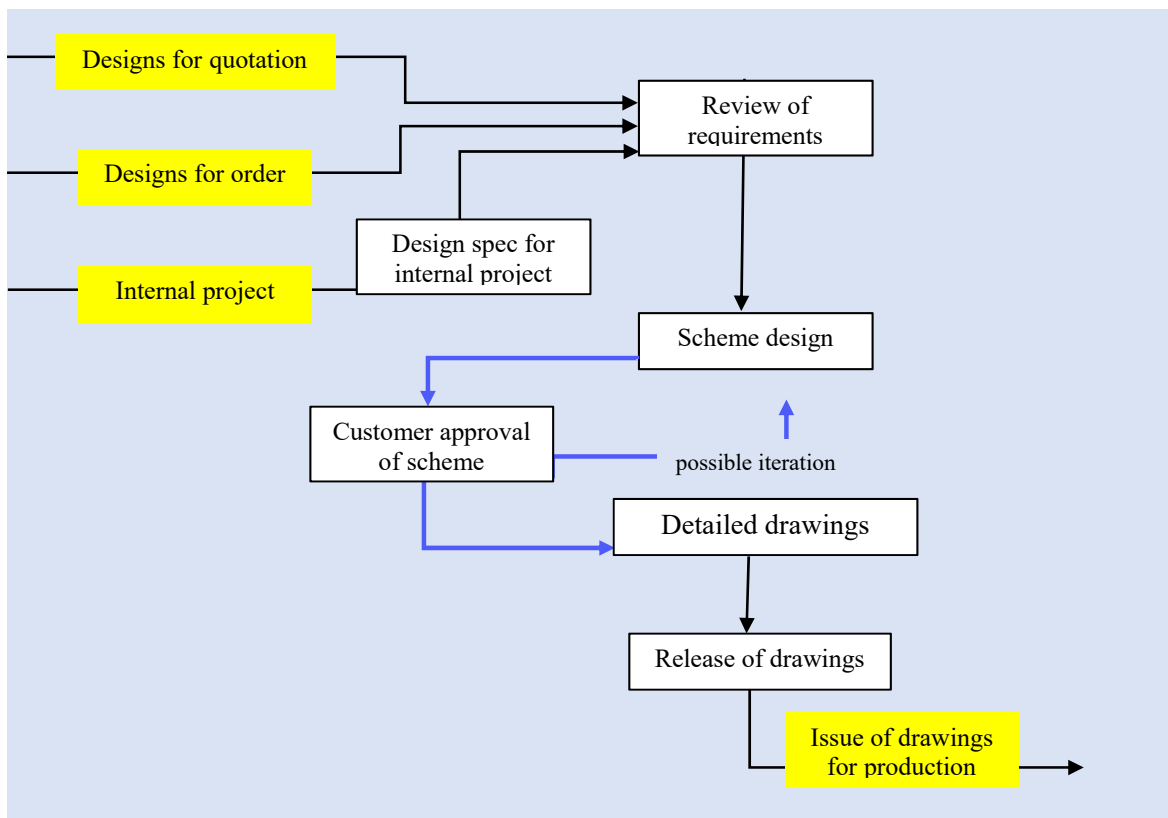 Designs for quotation
Review of
requirements
Designs for order
Design spec for
internal project
Internal project
Scheme design
Customer approval
of scheme
possible iteration
Detailed drawings
Release of drawings
Issue of drawings
for production